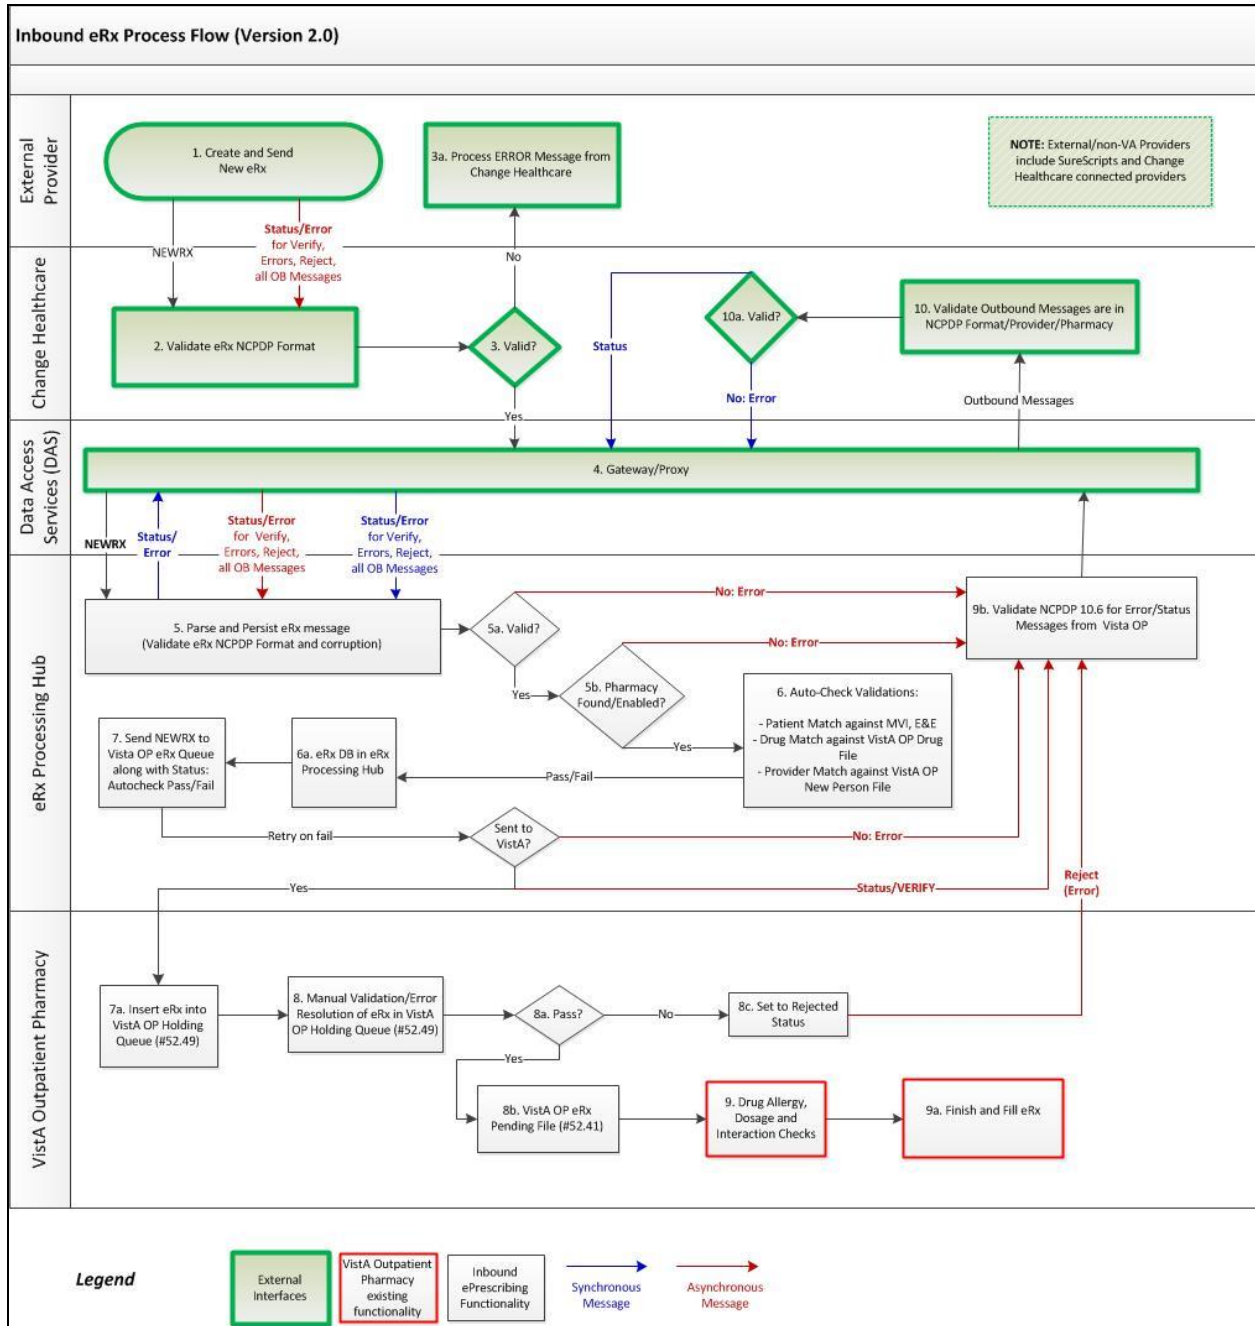 Inbound eRx Process Flow (Version 2.0)
External
Provider
1. Create and Send
New eRx
3a. Process ERROR Message from
Change Healthcare
NOTE: External/non-VA Providers
include SureScripts and Change
Healthcare connected providers
NEWRX
Status/Error
for Verify,
Errors, Reject,
all OB Messages
No
Change Healthcare
2. Validate eRx NCPDP Format
3. Valid?
Status
10a. Valid?
10. Validate Outbound Messages are in
NCPDP Format/Provider/Pharmacy
No: Error
Outbound Messages
Yes
Data Access
Services (DAS)
4. Gateway/Proxy
NEWRX
Status/
Error
Status/Error
for Verify,
Errors, Reject,
all OB Messages
Status/Error
for Verify,
Errors, Reject,
all OB Messages
eRx Processing Hub
5. Parse and Persist eRx message
(Validate eRx NCPDP Format and corruption)
5a. Valid?
No: Error
9b. Validate NCPDP 10.6 for Error/Status
Messages from Vista OP
Yes
5b. Pharmacy
Found/Enabled?
No: Error
Yes
6. Auto-Check Validations:
- Patient Match against MVI, E&E
- Drug Match against VistA OP Drug
File
- Provider Match against VistA OP
New Person File
Pass/Fail
6a. eRx DB in eRx
Processing Hub
7. Send NEWRX to
Vista OP eRx Queue
along with Status:
Autocheck Pass/Fail
Retry on fail
Sent to
VistA?
No: Error
Yes
Status/VERIFY
Reject
(Error)
VistA Outpatient Pharmacy
7a. Insert eRx into
VistA OP Holding
Queue (#52.49)
8. Manual Validation/Error
Resolution of eRx in VistA
OP Holding Queue (#52.49)
8a. Pass?
No
8c. Set to Rejected
Status
Yes
8b. VistA OP eRx
Pending File (#52.41)
9. Drug Allergy,
Dosage and
Interaction Checks
9a. Finish and Fill eRx
Legend
External
Interfaces
VistA Outpatient
Pharmacy
existing
functionality
Inbound
ePrescribing
Functionality
Synchronous
Message
Asynchronous
Message